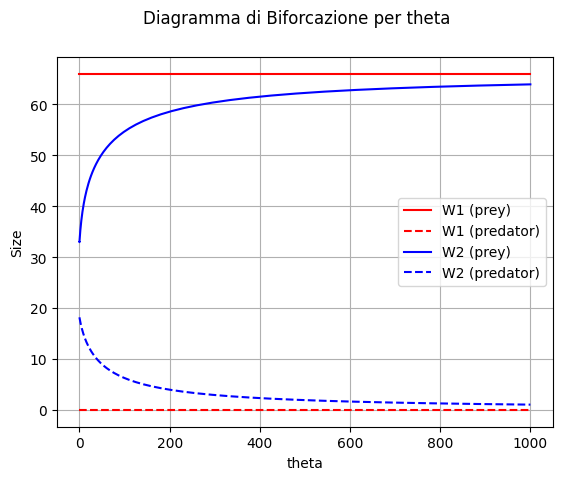 Diagramma di Biforcazione per theta
Size
60
50
40
30
20
10
0
W1 (prey)
W1 (predator)
W2 (prey)
W2 (predator)
0 200 400 600 800 1000
theta